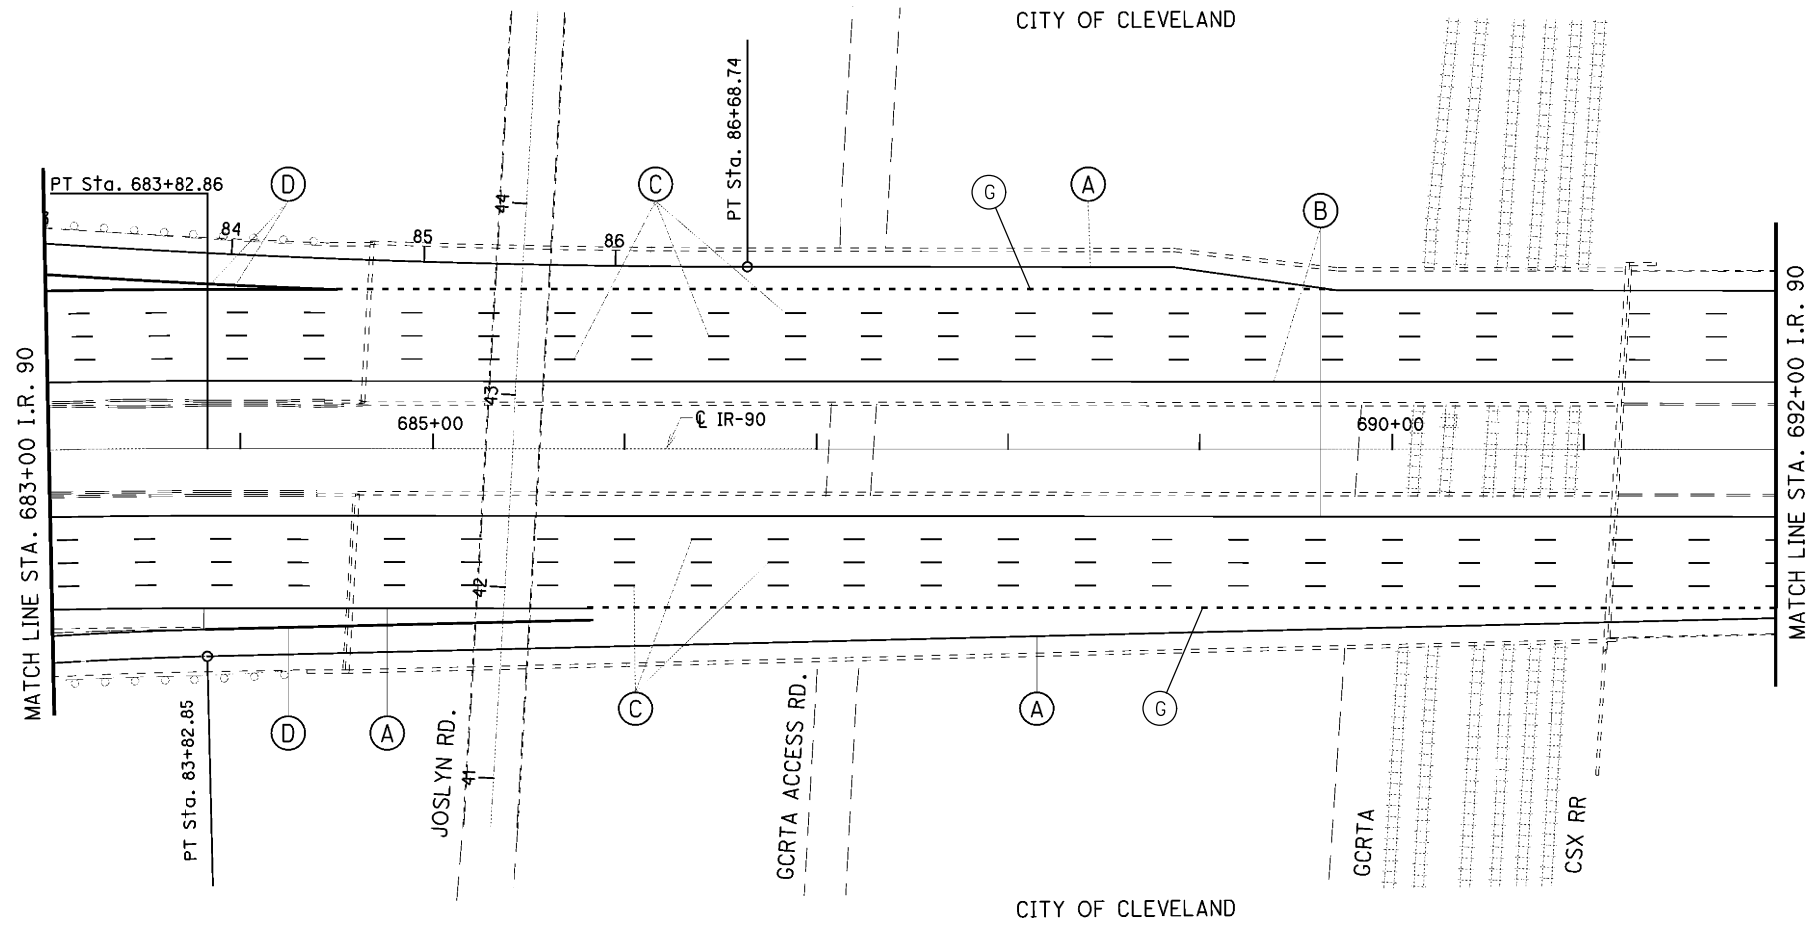 CITY OF CLEVELAND
PT Sta. 86+68.74
PT Sta. 683+82.86
D
C
G
A
B
44
84
85
86
MATCH LINE STA. 683+00 I.R. 90
MATCH LINE STA. 692+00 I.R. 90
43
685+00
℄ IR-90
690+00
42
D
A
C
A
G
PT Sta. 83+82.85
JOSLYN RD.
41
GCRTA ACCESS RD.
GCRTA
CSX RR
CITY OF CLEVELAND